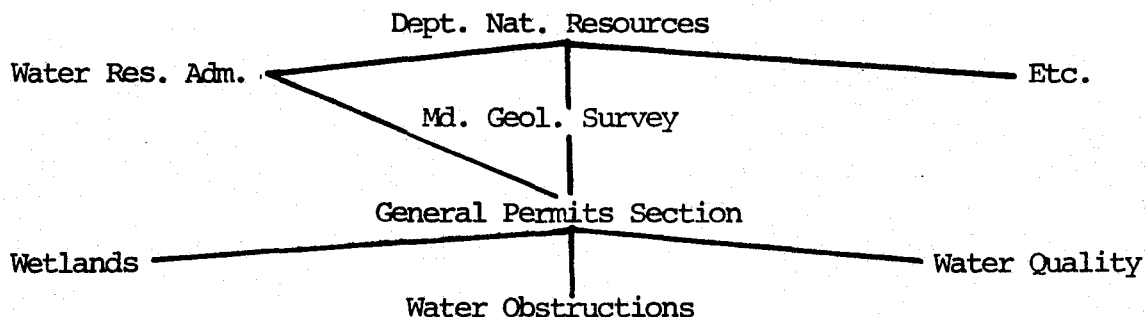 Dept. Nat. Resources
Water Res. Adm.
Etc.
Md. Geol. Survey
General Permits Section
Wetlands
Water Quality
Water Obstructions